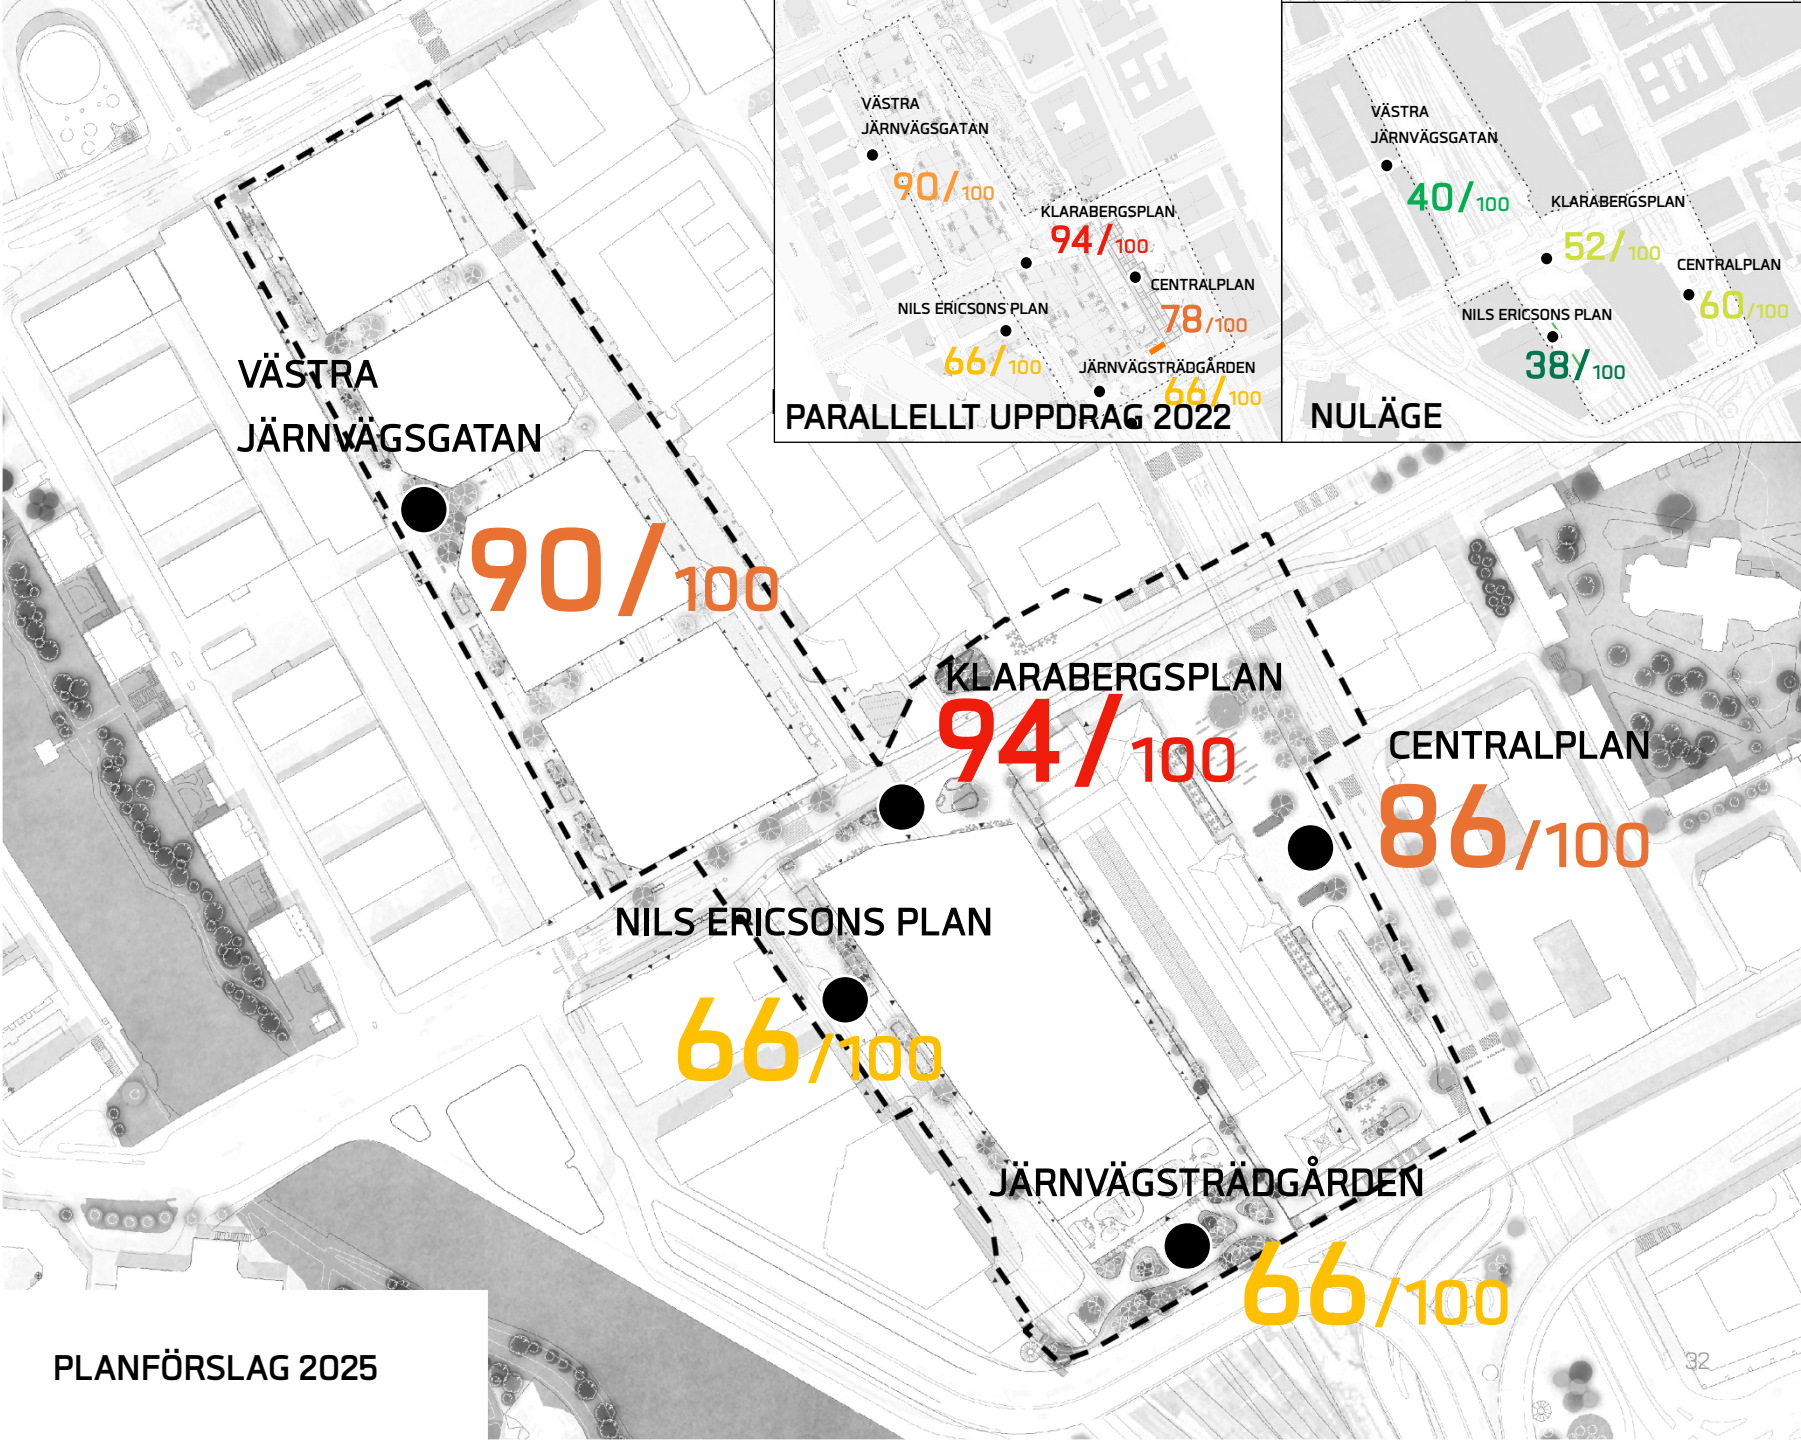 VÄSTRA
JÄRNVÄGSGATAN
90/100
KLARABERGSPLAN
94/100
CENTRALPLAN
78/100
NILS ERICSONS PLAN
66/100
JÄRNVÄGSTRÄDGÅRDEN
66/100
PARALLELLT UPPDRAG 2022
VÄSTRA
JÄRNVÄGSGATAN
40/100
KLARABERGSPLAN
52/100
CENTRALPLAN
60/100
NILS ERICSONS PLAN
38/100
NULÄGE
VÄSTRA
JÄRNVÄGSGATAN
90/100
KLARABERGSPLAN
94/100
CENTRALPLAN
86/100
NILS ERICSONS PLAN
66/100
JÄRNVÄGSTRÄDGÅRDEN
66/100
PLANFÖRSLAG 2025
32